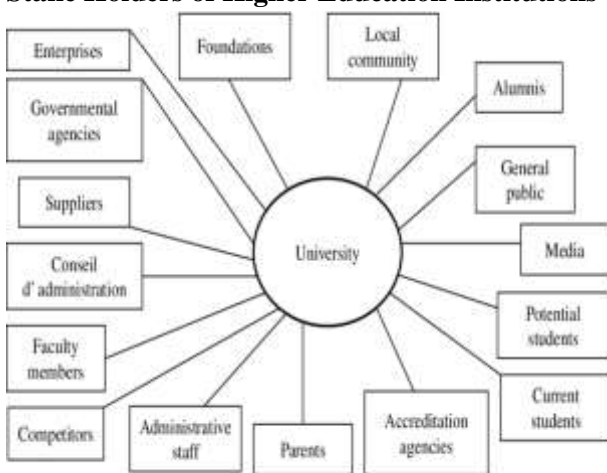 Stake Holders of Higher Education Institutions
Foundations
Local
community
Enterprises
Governmental
agencies
Alumnis
General
public
Suppliers
University
Media
Conseil
d' administration
Potential
students
Faculty
members
Current
students
Competitors
Administrative
staff
Parents
Accreditation
agencies